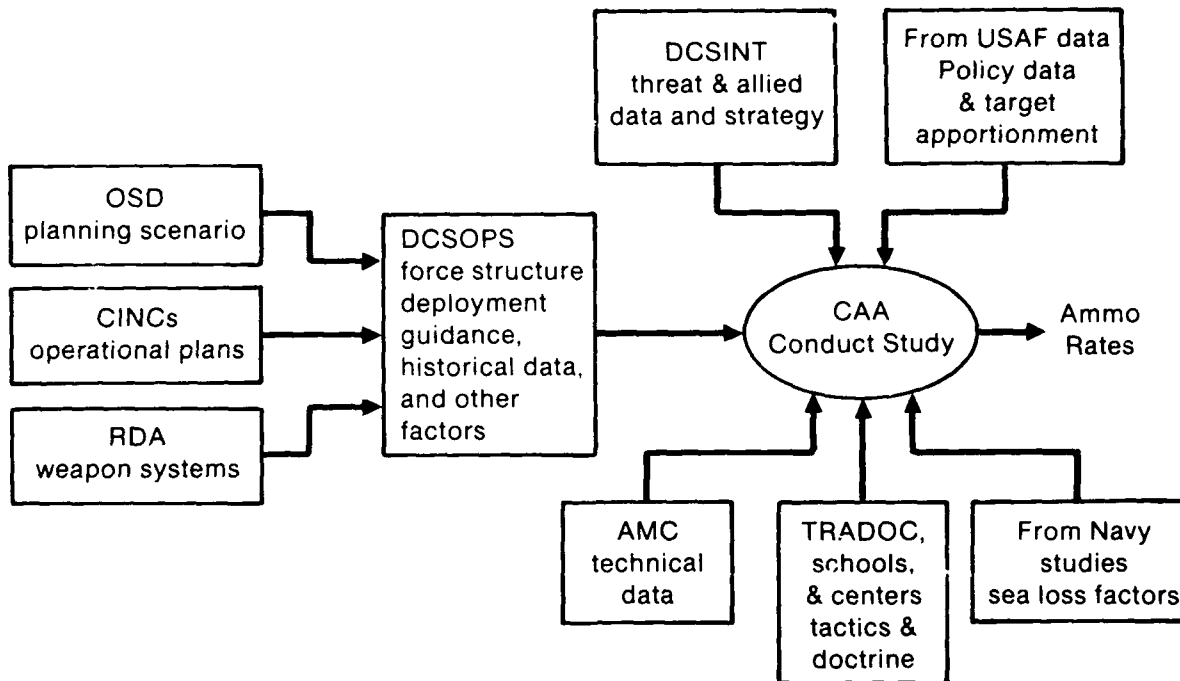 DCSINT
threat & allied
data and strategy
From USAF data
Policy data
& target
apportionment
OSD
planning scenario
CINCs
operational plans
RDA
weapon systems
DCSOPS
force structure
deployment
guidance,
historical data,
and other
factors
CAA
Conduct Study
Ammo
Rates
AMC
technical
data
TRADOC,
schools,
& centers
tactics &
doctrine
From Navy
studies
sea loss factors